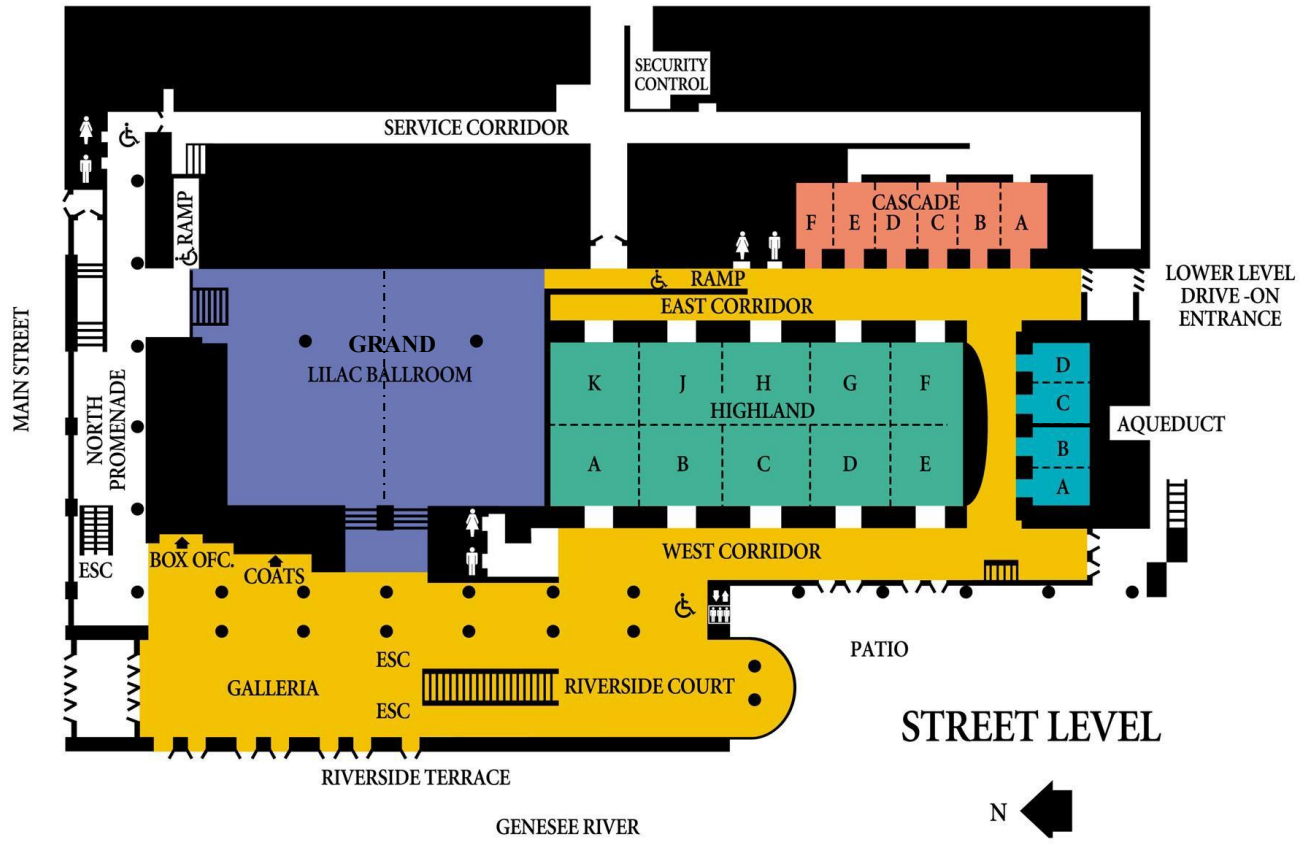 SECURITY
CONTROL
SERVICE CORRIDOR
RAMP
CASCADE
F E D C B A
RAMP
EAST CORRIDOR
LOWER LEVEL
DRIVE -ON
ENTRANCE
MAIN STREET
NORTH
PROMENADE
GRAND
LILAC BALLROOM
K J H G F
HIGHLAND
A B C D E
D
C
B
A
AQUEDUCT
ESC
BOX OFC.
COATS
WEST CORRIDOR
PATIO
ESC
GALLERIA
RIVERSIDE COURT
ESC
STREET LEVEL
RIVERSIDE TERRACE
GENESEE RIVER
N